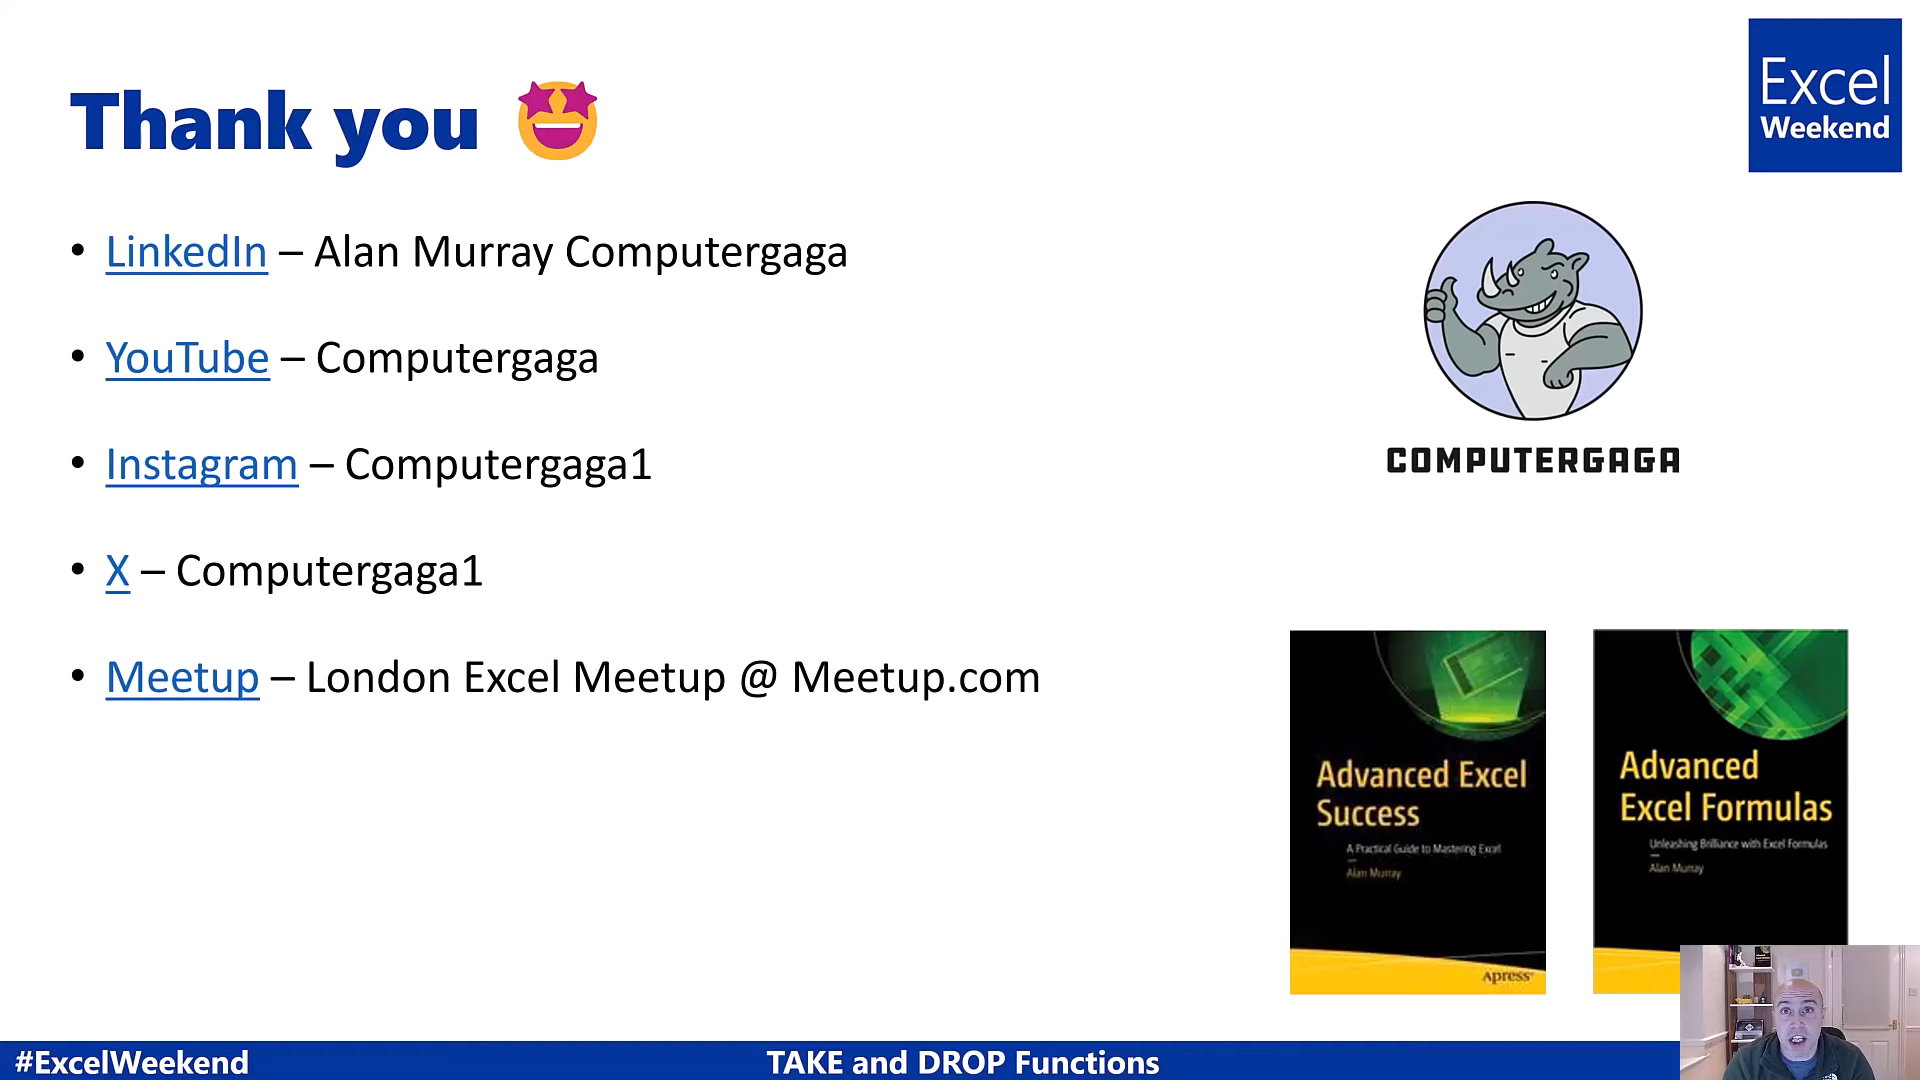 Thank you
Excel
Weekend
• LinkedIn – Alan Murray Computergaga
• YouTube – Computergaga
• Instagram – Computergaga1
• X – Computergaga1
• Meetup – London Excel Meetup @ Meetup.com
COMPUTERGAGA
Advanced Excel
Success
A Practical Guide to Mastering Excel
Alan Murray
Apress®
Advanced
Excel Formulas
Unleashing Brilliance with Excel Formulas
Alan Murray
#ExcelWeekend
TAKE and DROP Functions